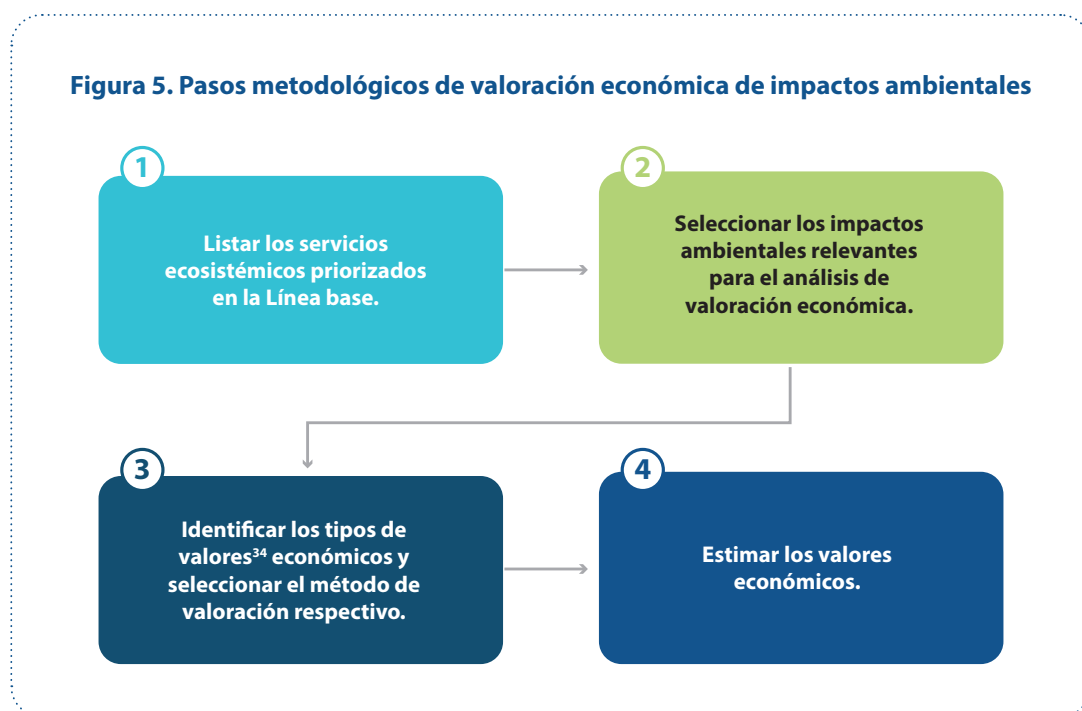 Figura 5. Pasos metodológicos de valoración económica de impactos ambientales
1
Listar los servicios
ecosistémicos priorizados
en la Línea base.
2
Seleccionar los impactos
ambientales relevantes
para el análisis de
valoración económica.
3
Identificar los tipos de
valores³⁴ económicos y
seleccionar el método de
valoración respectivo.
4
Estimar los valores
económicos.